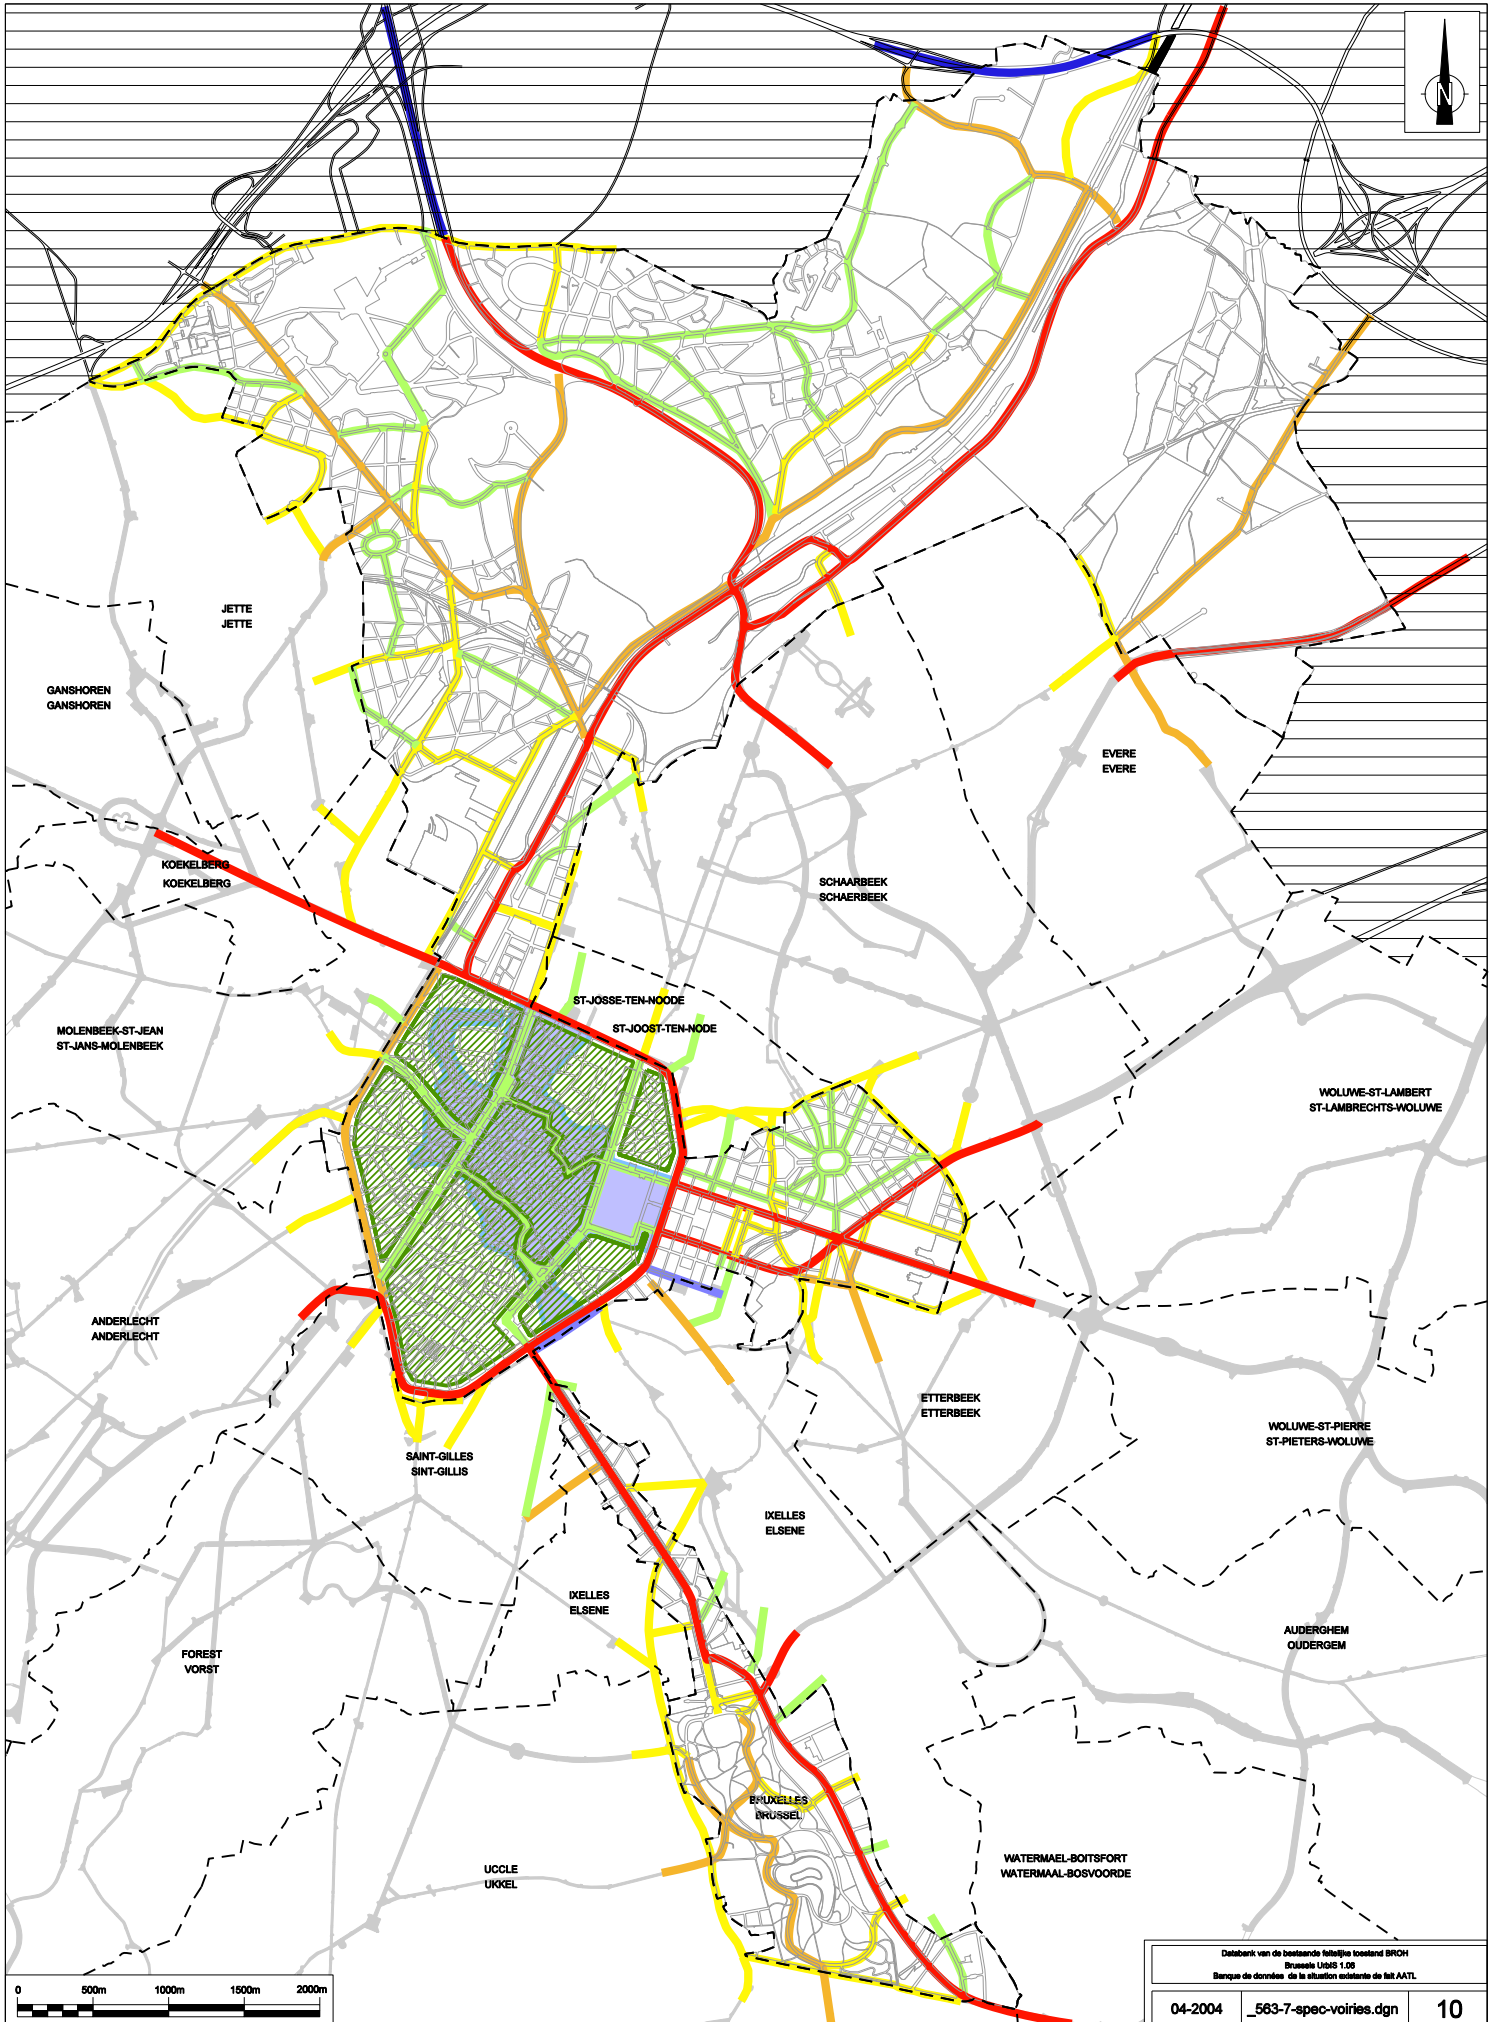 N
JETTE
JETTE
GANSHOREN
GANSHOREN
EVERE
EVERE
KOEKELBERG
KOEKELBERG
SCHAARBEEK
SCHAERBEEK
ST-JOSSE-TEN-NOODE
ST-JOOST-TEN-NODE
MOLENBEEK-ST-JEAN
ST-JANS-MOLENBEEK
WOLUWE-ST-LAMBERT
ST-LAMBRECHTS-WOLUWE
ANDERLECHT
ANDERLECHT
ETTERBEEK
ETTERBEEK
WOLUWE-ST-PIERRE
ST-PIETERS-WOLUWE
SAINT-GILLES
SINT-GILLIS
IXELLES
ELSENE
IXELLES
ELSENE
AUDERGHEM
OUDERGEM
FOREST
VORST
BRUXELLES
BRUSSEL
WATERMAEL-BOITSFORT
WATERMAAL-BOSVOORDE
UCCLE
UKKEL
0 500m 1000m 1500m 2000m
Databank van de bestaande feitelijke toestand BROH
Brussels UrbIS 1.06
Banque de données de la situation existante de fait AATL
04-2004 _563-7-spec-voiries.dgn 10